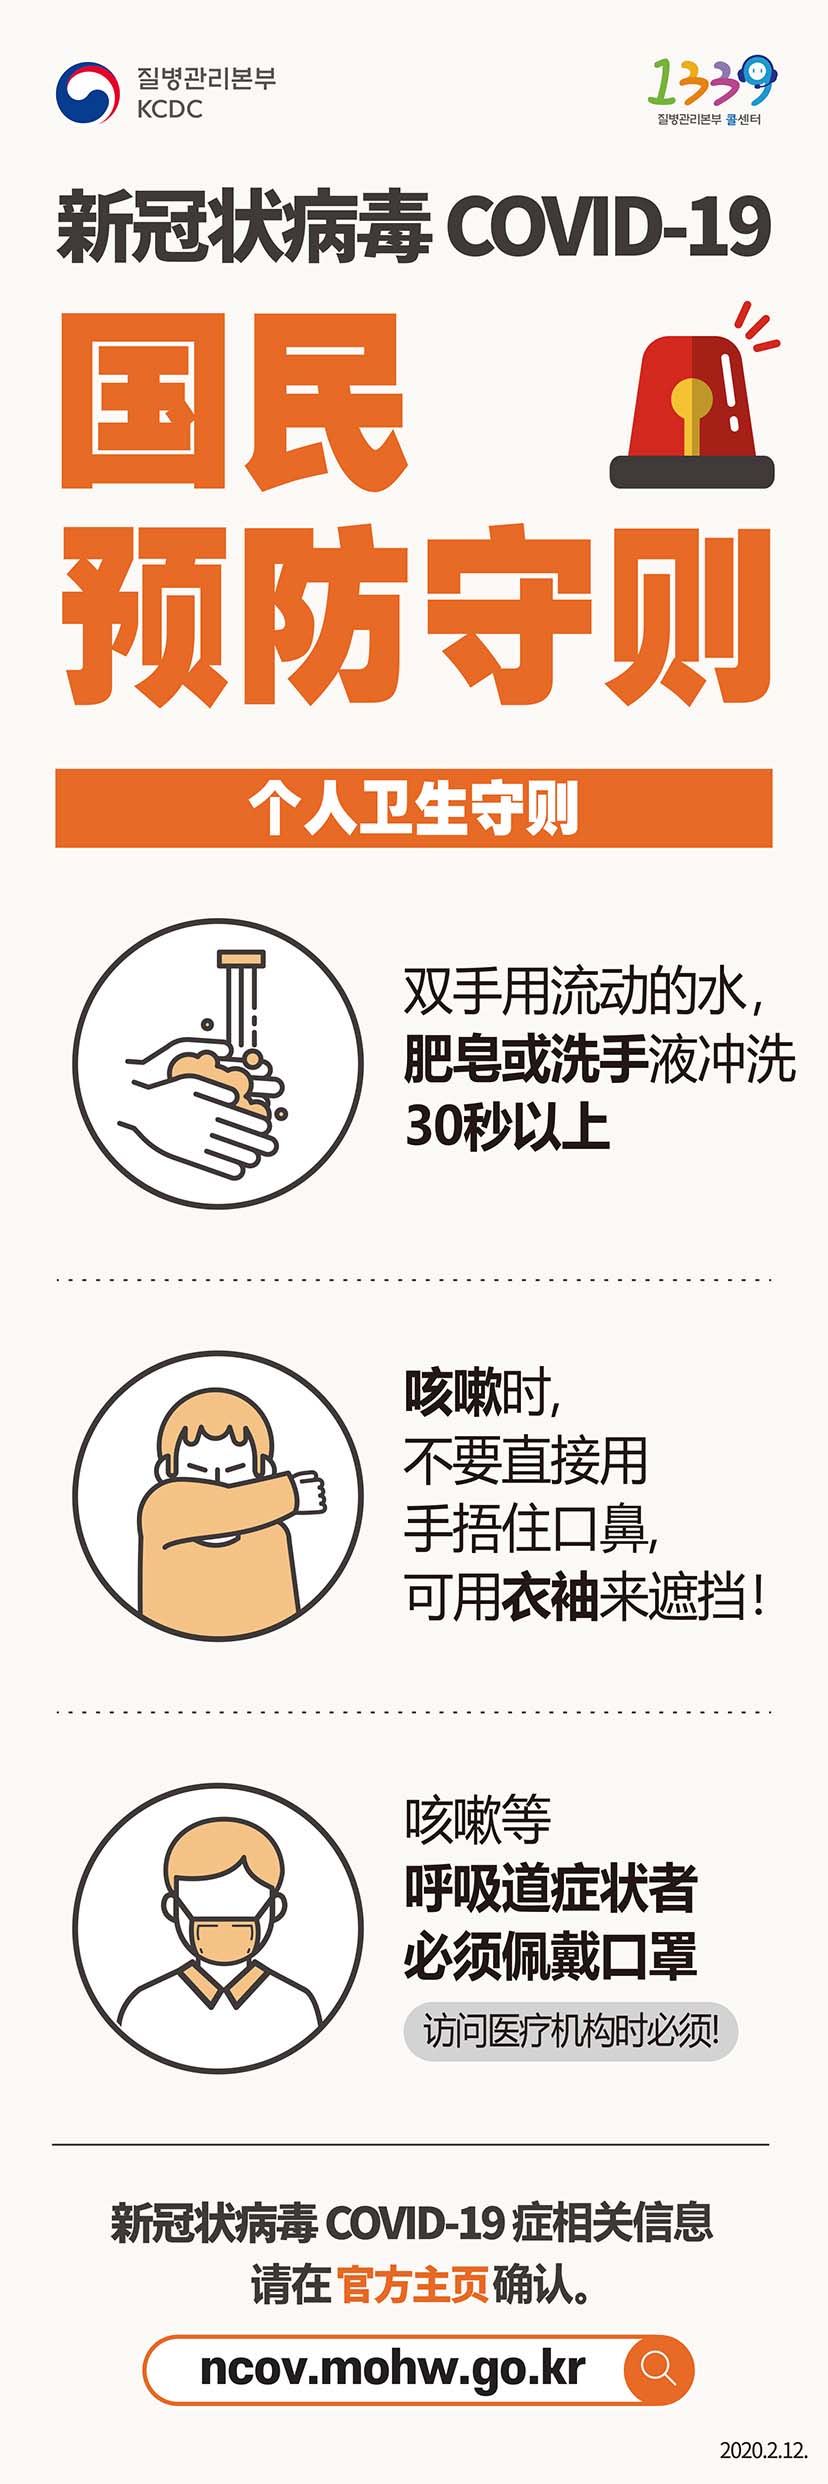 질병관리본부
KCDC
1339
질병관리본부 콜센터
新冠状病毒 COVID-19
国民
预防守则
个人卫生守则
双手用流动的水，
肥皂或洗手液冲洗
30秒以上
咳嗽时,
不要直接用
手捂住口鼻,
可用衣袖来遮挡！
咳嗽等
呼吸道症状者
必须佩戴口罩
访问医疗机构时必须!
新冠状病毒 COVID-19 症相关信息
请在 官方主页 确认。
ncov.mohw.go.kr
2020.2.12.